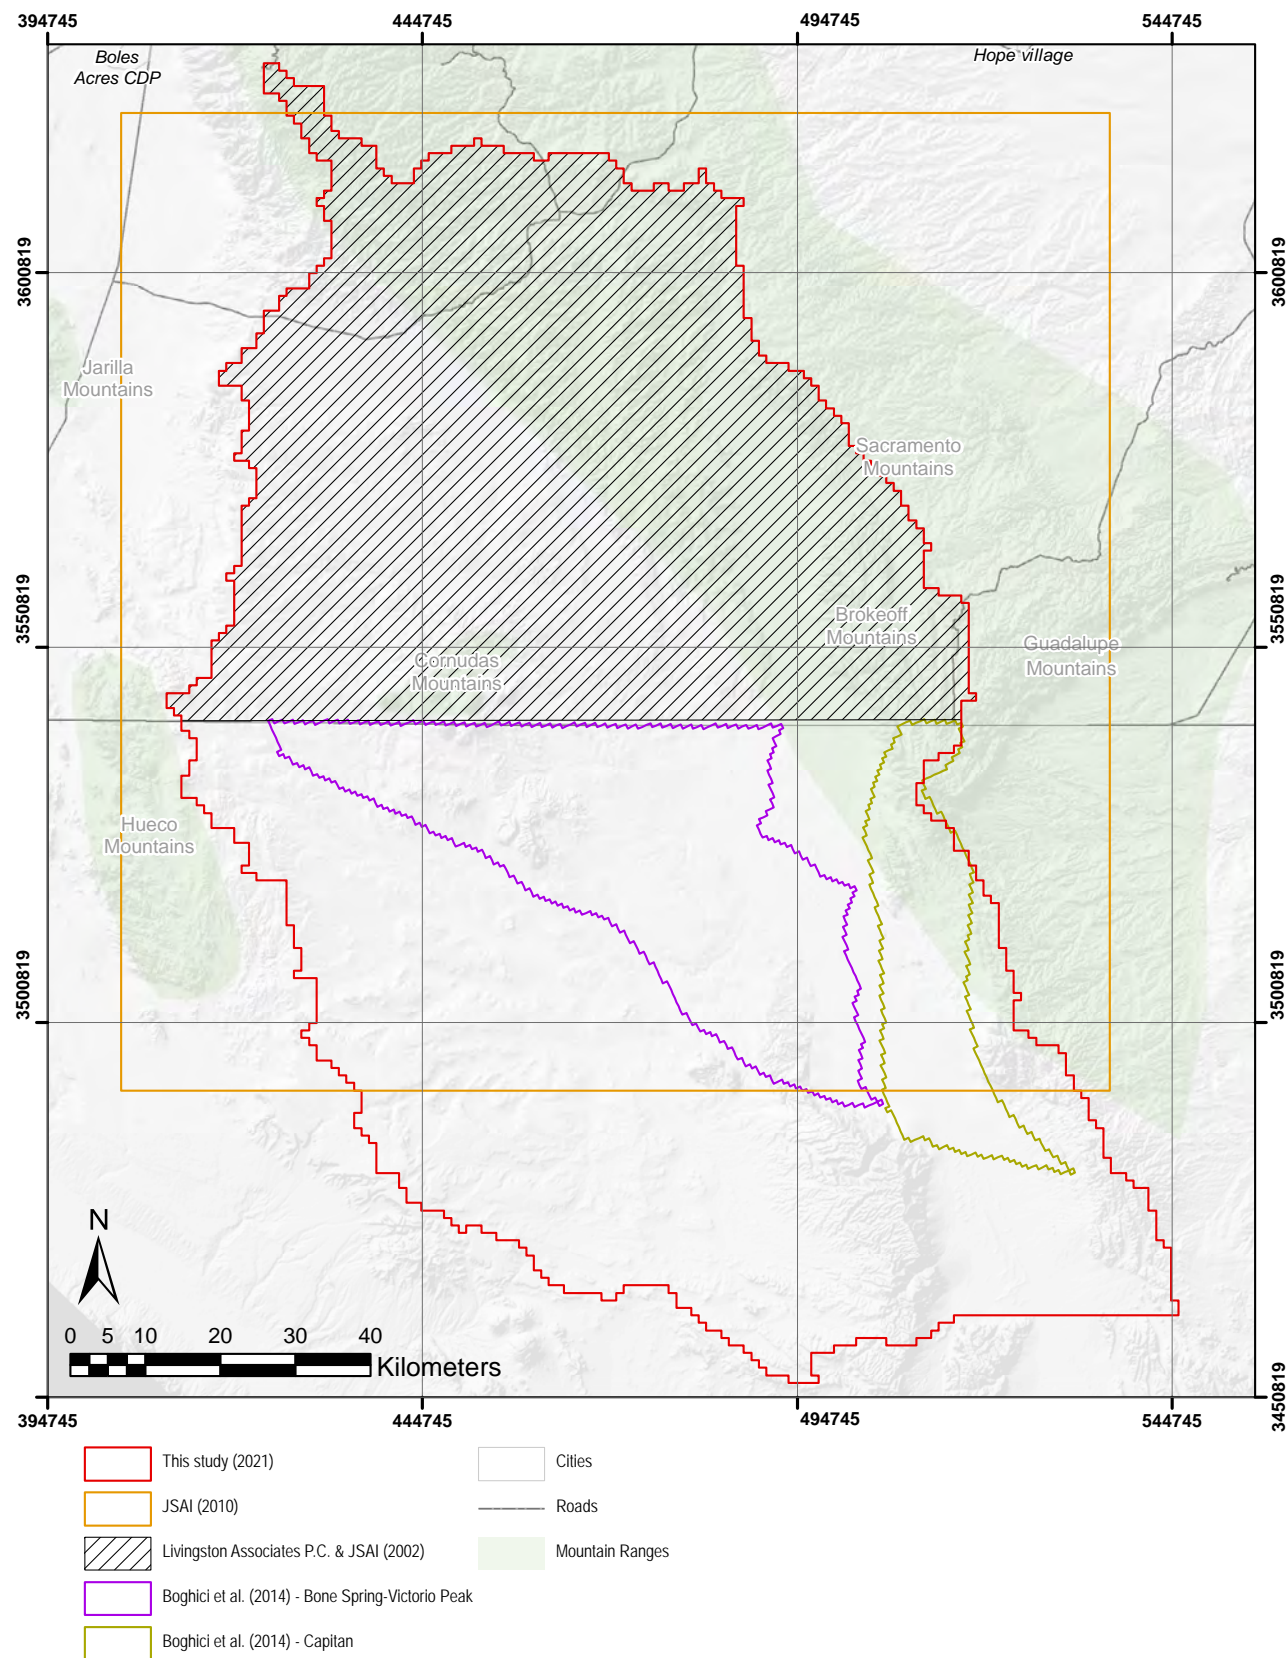 394745 444745 494745 544745
Boles
Acres CDP
Hope village
3600819 3600819
Jarilla
Mountains
Sacramento
Mountains
3550819 3550819
Brokeoff
Mountains
Guadalupe
Mountains
Cornudas
Mountains
Hueco
Mountains
3500819 3500819
N
0 5 10 20 30 40
Kilometers
3450819
394745 444745 494745 544745
This study (2021)
JSAI (2010)
Livingston Associates P.C. & JSAI (2002)
Boghici et al. (2014) - Bone Spring-Victorio Peak
Boghici et al. (2014) - Capitan
Cities
Roads
Mountain Ranges